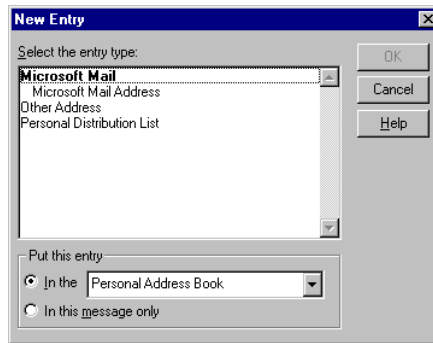 New Entry
Select the entry type:
OK
Microsoft Mail
Microsoft Mail Address
Cancel
Other Address
Personal Distribution List
Help
Put this entry
In the Personal Address Book
In this message only